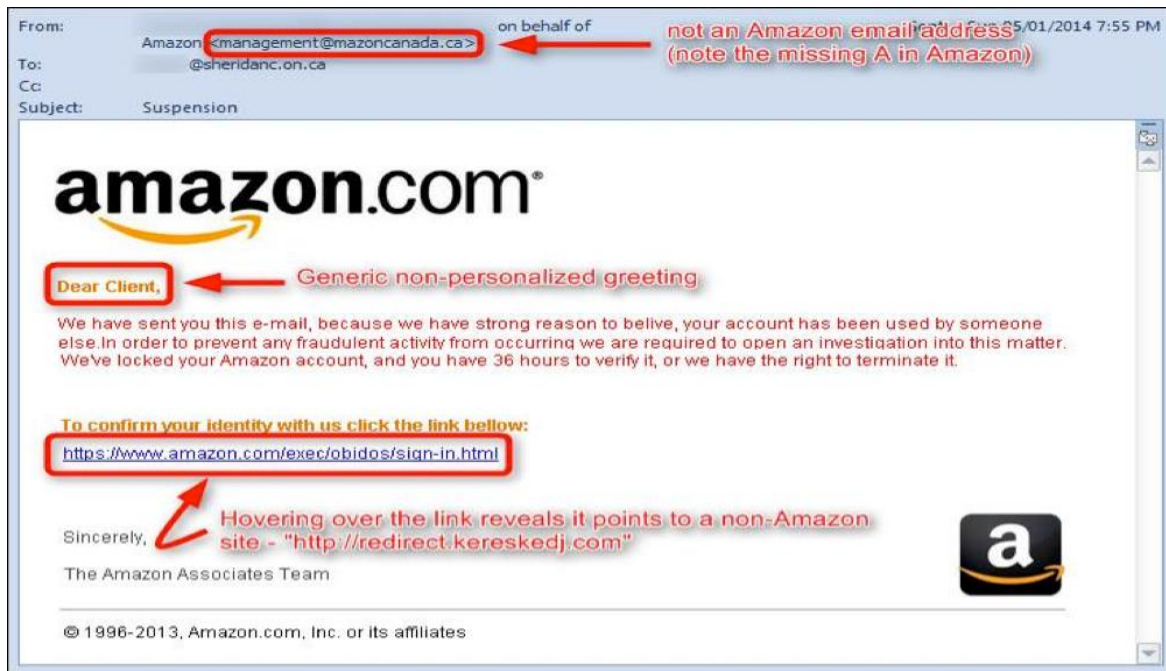 From: on behalf of
Amazon <management@mazoncanada.ca>
not an Amazon email address
5/01/2014 7:55 PM
(note the missing A in Amazon)
To: @sheridanc.on.ca
Cc:
Subject: Suspension
amazon.com®
Dear Client,
Generic non-personalized greeting
We have sent you this e-mail, because we have strong reason to belive, your account has been used by someone
else.In order to prevent any fraudulent activity from occurring we are required to open an investigation into this matter.
We've locked your Amazon account, and you have 36 hours to verify it, or we have the right to terminate it.
To confirm your identity with us click the link bellow:
https://www.amazon.com/exec/obidos/sign-in.html
Hovering over the link reveals it points to a non-Amazon
site - "http://redirect.kereskedj.com"
Sincerely,
The Amazon Associates Team
a
© 1996-2013, Amazon.com, Inc. or its affiliates